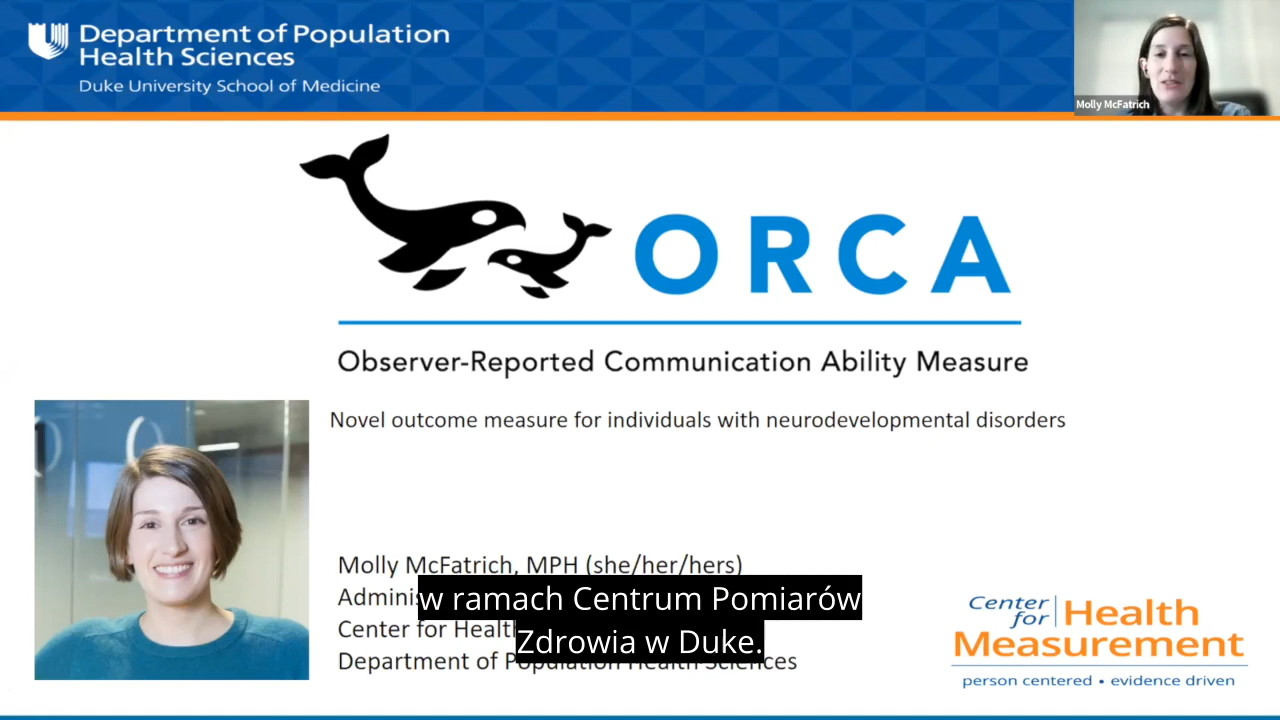 Department of Population
Health Sciences
Duke University School of Medicine
Molly McFatrich
ORCA
Observer-Reported Communication Ability Measure
Novel outcome measure for individuals with neurodevelopmental disorders
Molly McFatrich, MPH (she/her/hers)
w ramach Centrum Pomiarów
Zdrowia w Duke.
Center for
Department of Population Health Sciences
Center
for Health
Measurement
person centered • evidence driven